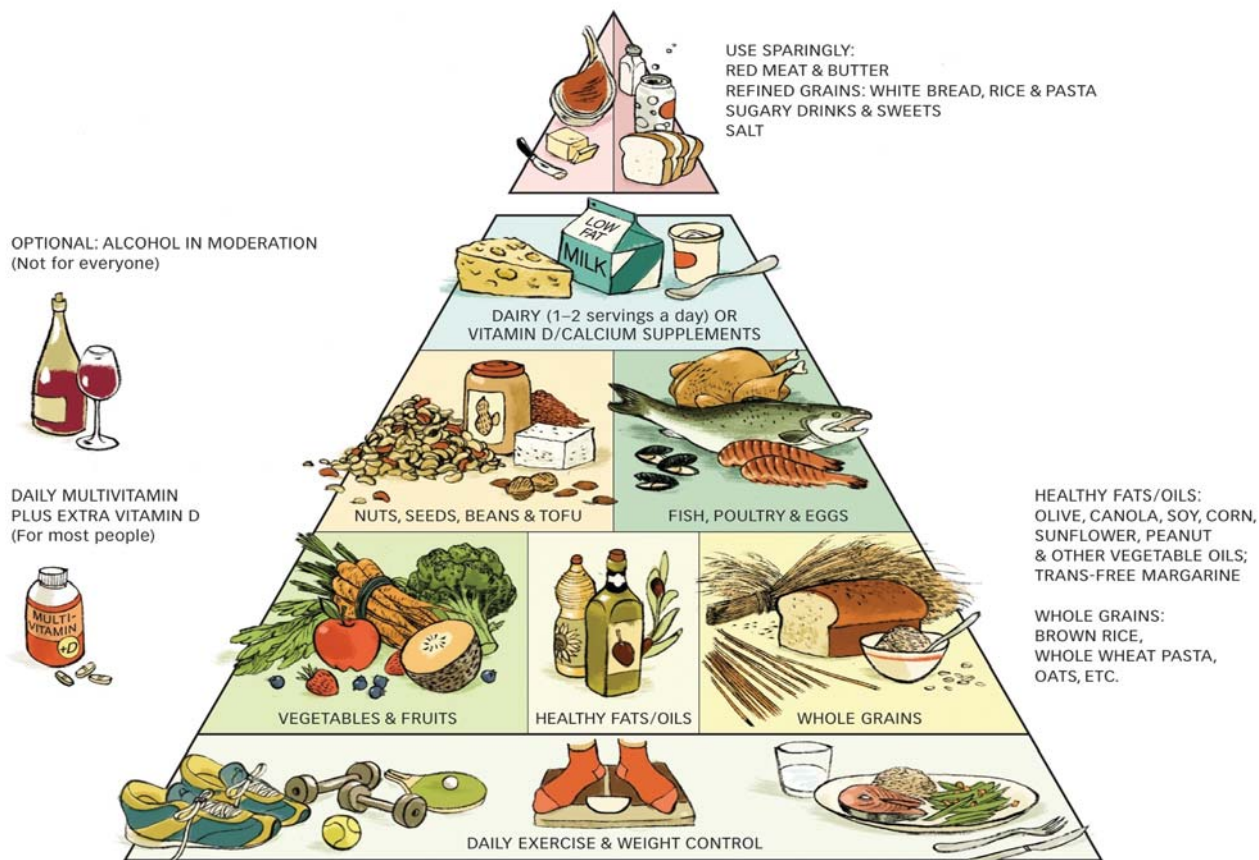 USE SPARINGLY:
RED MEAT & BUTTER
REFINED GRAINS: WHITE BREAD, RICE & PASTA
SUGARY DRINKS & SWEETS
SALT
OPTIONAL: ALCOHOL IN MODERATION
(Not for everyone)
LOW
FAT
MILK
DAIRY (1–2 servings a day) OR
VITAMIN D/CALCIUM SUPPLEMENTS
DAILY MULTIVITAMIN
PLUS EXTRA VITAMIN D
(For most people)
MULTI-
VITAMIN
+D
NUTS, SEEDS, BEANS & TOFU
FISH, POULTRY & EGGS
HEALTHY FATS/OILS:
OLIVE, CANOLA, SOY, CORN,
SUNFLOWER, PEANUT
& OTHER VEGETABLE OILS;
TRANS-FREE MARGARINE
WHOLE GRAINS:
BROWN RICE,
WHOLE WHEAT PASTA,
OATS, ETC.
VEGETABLES & FRUITS
HEALTHY FATS/OILS
WHOLE GRAINS
DAILY EXERCISE & WEIGHT CONTROL